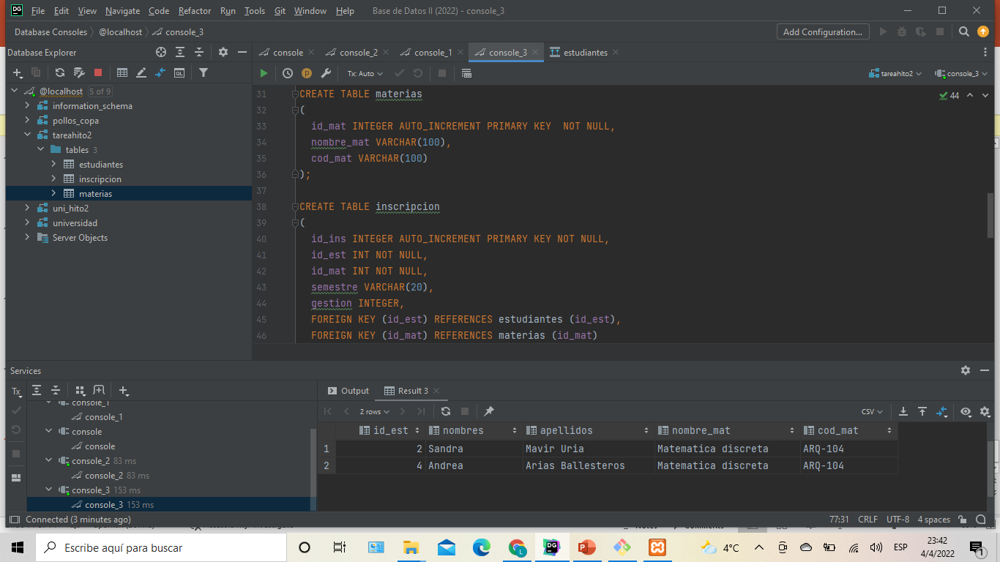 DG File Edit View Navigate Code Refactor Run Tools Git Window Help Base de Datos II (2022) - console_3
Database Consoles @localhost console_3 Add Configuration...
Database Explorer
console console_2 console_1 console_3 estudiantes
QL
p Tx: Auto tareahito2 console_3
@localhost 5 of 9
information_schema
pollos_copa
tareahito2
tables 3
estudiantes
inscripcion
materias
uni_hito2
universidad
Server Objects
44
31 CREATE TABLE materias
32 (
33 id_mat INTEGER AUTO_INCREMENT PRIMARY KEY  NOT NULL,
34 nombre_mat VARCHAR(100),
35 cod_mat VARCHAR(100)
36 );
37
38 CREATE TABLE inscripcion
39 (
40 id_ins INTEGER AUTO_INCREMENT PRIMARY KEY NOT NULL,
41 id_est INT NOT NULL,
42 id_mat INT NOT NULL,
43 semestre VARCHAR(20),
44 gestion INTEGER,
45 FOREIGN KEY (id_est) REFERENCES estudiantes (id_est),
46 FOREIGN KEY (id_mat) REFERENCES materias (id_mat)
Services
Tx
console_1
console_1
console
console
console_2 83 ms
console_2 83 ms
console_3 153 ms
console_3 153 ms
Output Result 3
2 rows CSV
id_est nombres apellidos nombre_mat cod_mat
1 2 Sandra Mavir Uria Matematica discreta ARQ-104
2 4 Andrea Arias Ballesteros Matematica discreta ARQ-104
Connected (3 minutes ago) 77:31 CRLF UTF-8 4 spaces
Escribe aquí para buscar
L
DG
P
4°C
ESP
23:42
4/4/2022
1